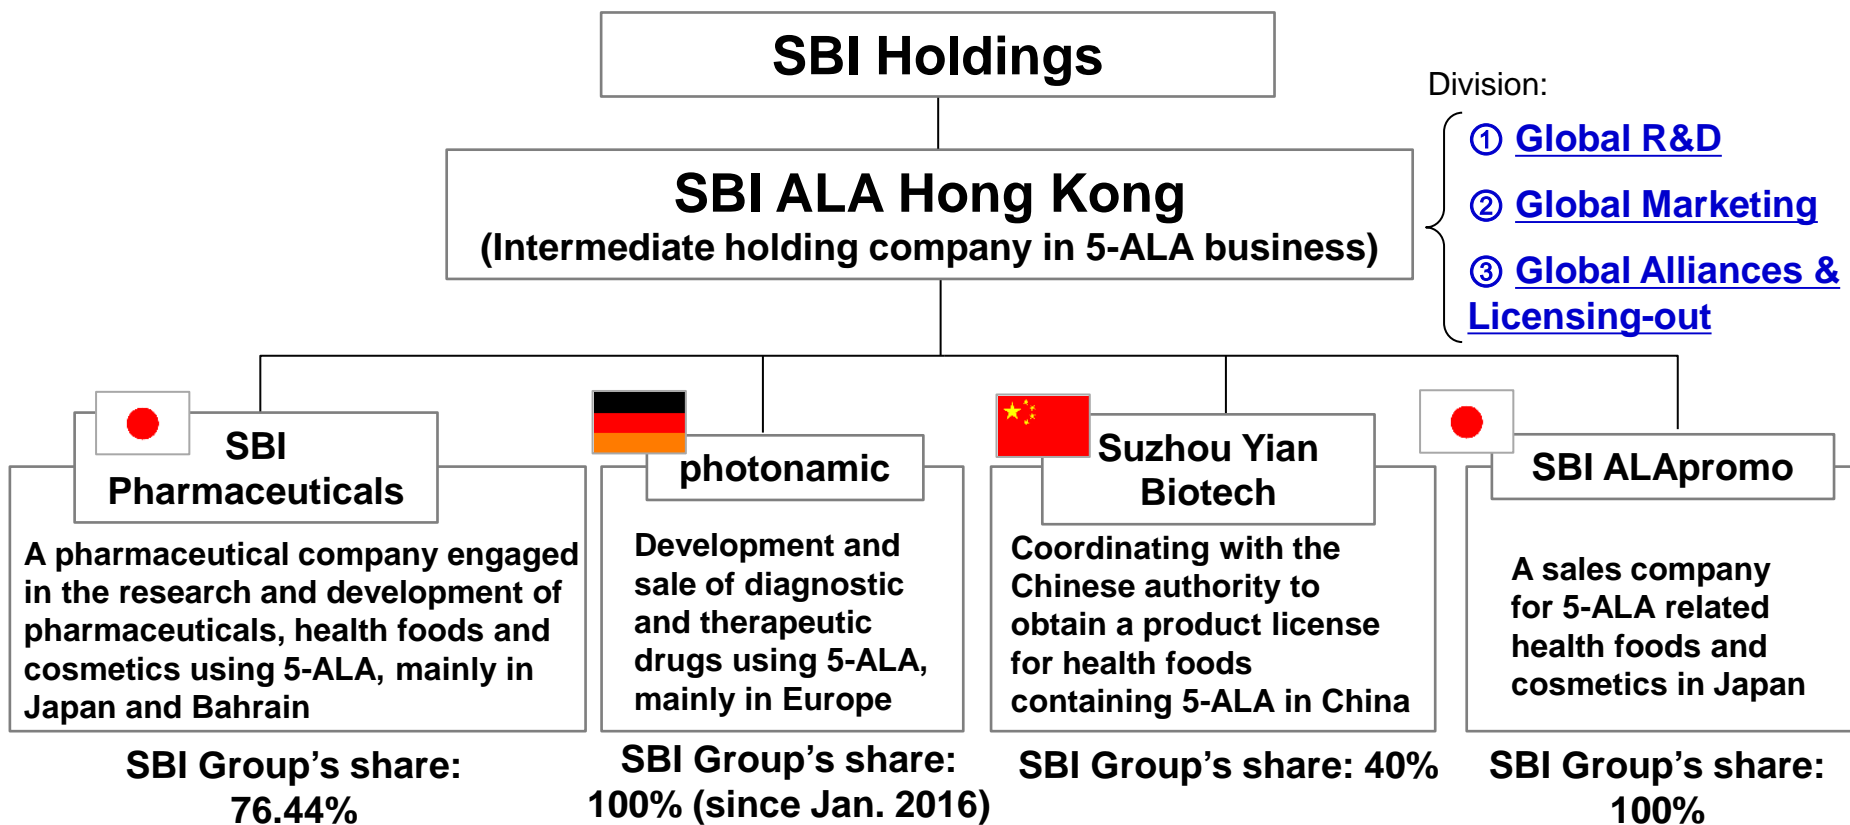 SBI Holdings
Division:
① Global R&D
② Global Marketing
③ Global Alliances &
Licensing-out
SBI ALA Hong Kong
(Intermediate holding company in 5-ALA business)
SBI
Pharmaceuticals
A pharmaceutical company engaged
in the research and development of
pharmaceuticals, health foods and
cosmetics using 5-ALA, mainly in
Japan and Bahrain
SBI Group’s share:
76.44%
photonamic
Development and
sale of diagnostic
and therapeutic
drugs using 5-ALA,
mainly in Europe
SBI Group’s share:
100% (since Jan. 2016)
Suzhou Yian
Biotech
Coordinating with the
Chinese authority to
obtain a product license
for health foods
containing 5-ALA in China
SBI Group’s share: 40%
SBI ALApromo
A sales company
for 5-ALA related
health foods and
cosmetics in Japan
SBI Group’s share:
100%